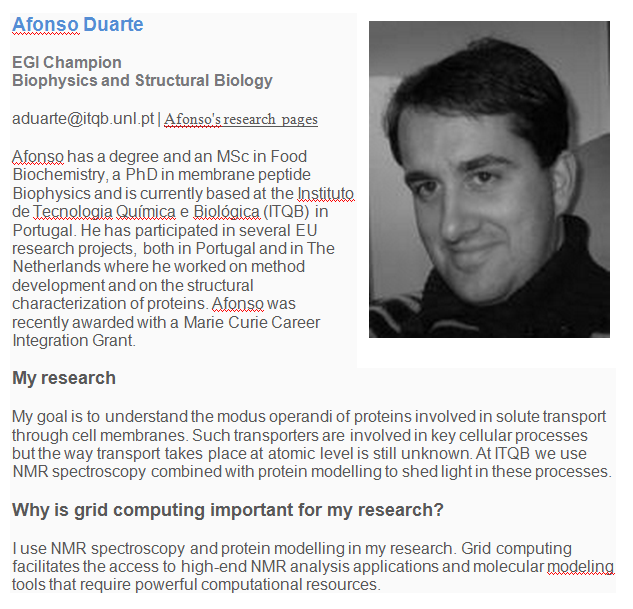 Afonso Duarte
EGI Champion
Biophysics and Structural Biology
aduarte@itqb.unl.pt | Afonso's research pages
Afonso has a degree and an MSc in Food
Biochemistry, a PhD in membrane peptide
Biophysics and is currently based at the Instituto
de Tecnologia Química e Biológica (ITQB) in
Portugal. He has participated in several EU
research projects, both in Portugal and in The
Netherlands where he worked on method
development and on the structural
characterization of proteins. Afonso was
recently awarded with a Marie Curie Career
Integration Grant.
My research
My goal is to understand the modus operandi of proteins involved in solute transport
through cell membranes. Such transporters are involved in key cellular processes
but the way transport takes place at atomic level is still unknown. At ITQB we use
NMR spectroscopy combined with protein modelling to shed light in these processes.
Why is grid computing important for my research?
I use NMR spectroscopy and protein modelling in my research. Grid computing
facilitates the access to high-end NMR analysis applications and molecular modeling
tools that require powerful computational resources.